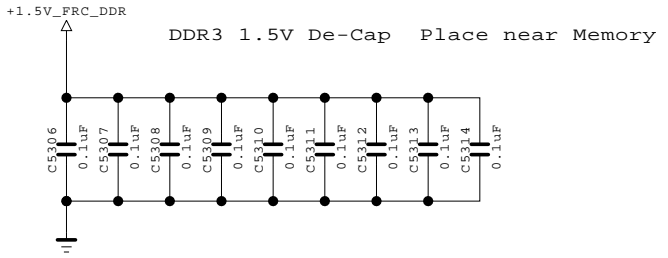 +1.5V_FRC_DDR
DDR3 1.5V De-Cap  Place near Memory
C5306
0.1uF
C5307
0.1uF
C5308
0.1uF
C5309
0.1uF
C5310
0.1uF
C5311
0.1uF
C5312
0.1uF
C5313
0.1uF
C5314
0.1uF